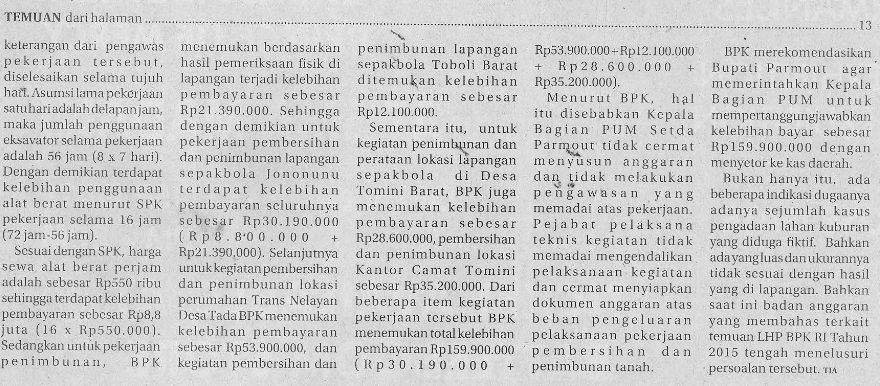 TEMUAN dari halaman ........ 13
keterangan dari pengawas
pekerjaan tersebut,
diselesaikan selama tujuh
hari. Asumsi lama pekerjaan
satu hari adalah delapan jam,
maka jumlah penggunaan
eksavator selama pekerjaan
adalah 56 jam (8 x 7 hari).
Dengan demikian terdapat
kelebihan penggunaan
alat berat menurut SPK
pekerjaan selama 16 jam
(72 jam-56 jam).
Sesuai dengan SPK, harga
sewa alat berat perjam
adalah sebesar Rp550 ribu
sehingga terdapat kelebihan
pembayaran sebesar Rp8,8
juta (16 x Rp550.000).
Sedangkan untuk pekerjaan
penimbunan, BPK
menemukan berdasarkan
hasil pemeriksaan fisik di
lapangan terjadi kelebihan
pembayaran sebesar
Rp21.390.000. Sehingga
dengan demikian untuk
pekerjaan pembersihan
dan penimbunan lapangan
sepakbola Jononunu
terdapat kelebihan
pembayaran seluruhnya
sebesar Rp30.190.000
(Rp8.800.000 +
Rp21.390.000). Selanjutnya
untuk kegiatan pembersihan
dan penimbunan lokasi
perumahan Trans Nelayan
Desa Tada BPK menemukan
kelebihan pembayaran
sebesar Rp53.900.000, dan
kegiatan pembersihan dan
penimbunan lapangan
sepakbola Toboli Barat
ditemukan kelebihan
pembayaran sebesar
Rp12.100.000.
Sementara itu, untuk
kegiatan penimbunan dan
perataan lokasi lapangan
sepakbola di Desa
Tomini Barat, BPK juga
menemukan kelebihan
pembayaran sebesar
Rp28.600.000, pembersihan
dan penimbunan lokasi
Kantor Camat Tomini
sebesar Rp35.200.000. Dari
beberapa item kegiatan
pekerjaan tersebut BPK
menemukan total kelebihan
pembayaran Rp159.900.000
(Rp30.190.000 +
Rp53.900.000+Rp12.100.000
+ Rp28.600.000 +
Rp35.200.000).
Menurut BPK, hal
itu disebabkan Kepala
Bagian PUM Setda
Parmout tidak cermat
menyusun anggaran
dan tidak melakukan
pengawasan yang
memadai atas pekerjaan.
Pejabat pelaksana
teknis kegiatan tidak
memadai mengendalikan
pelaksanaan kegiatan
dan cermat menyiapkan
dokumen anggaran atas
beban pengeluaran
pelaksanaan pekerjaan
pembersihan dan
penimbunan tanah.
BPK merekomendasikan
Bupati Parmout agar
memerintahkan Kepala
Bagian PUM untuk
mempertanggungjawabkan
kelebihan bayar sebesar
Rp159.900.000 dengan
menyetor ke kas daerah.
Bukan hanya itu, ada
beberapa indikasi dugaanya
adanya sejumlah kasus
pengadaan lahan kuburan
yang diduga fiktif. Bahkan
ada yang luas dan ukurannya
tidak sesuai dengan hasil
yang di lapangan. Bahkan
saat ini badan anggaran
yang membahas terkait
temuan LHP BPK RI Tahun
2015 tengah menelusuri
persoalan tersebut. TIA